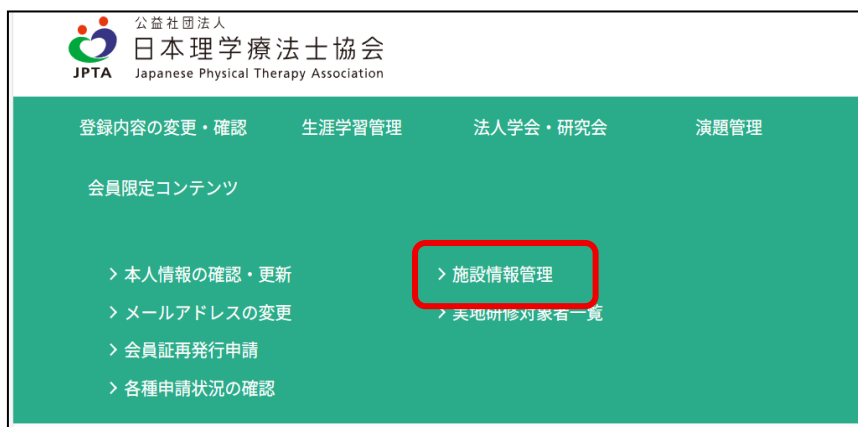 公益社団法人
日本理学療法士協会
JPTA Japanese Physical Therapy Association
登録内容の変更・確認 生涯学習管理 法人学会・研究会 演題管理
会員限定コンテンツ
> 本人情報の確認・更新
> メールアドレスの変更
> 会員証再発行申請
> 各種申請状況の確認
> 施設情報管理
> 実地研修対象者一覧